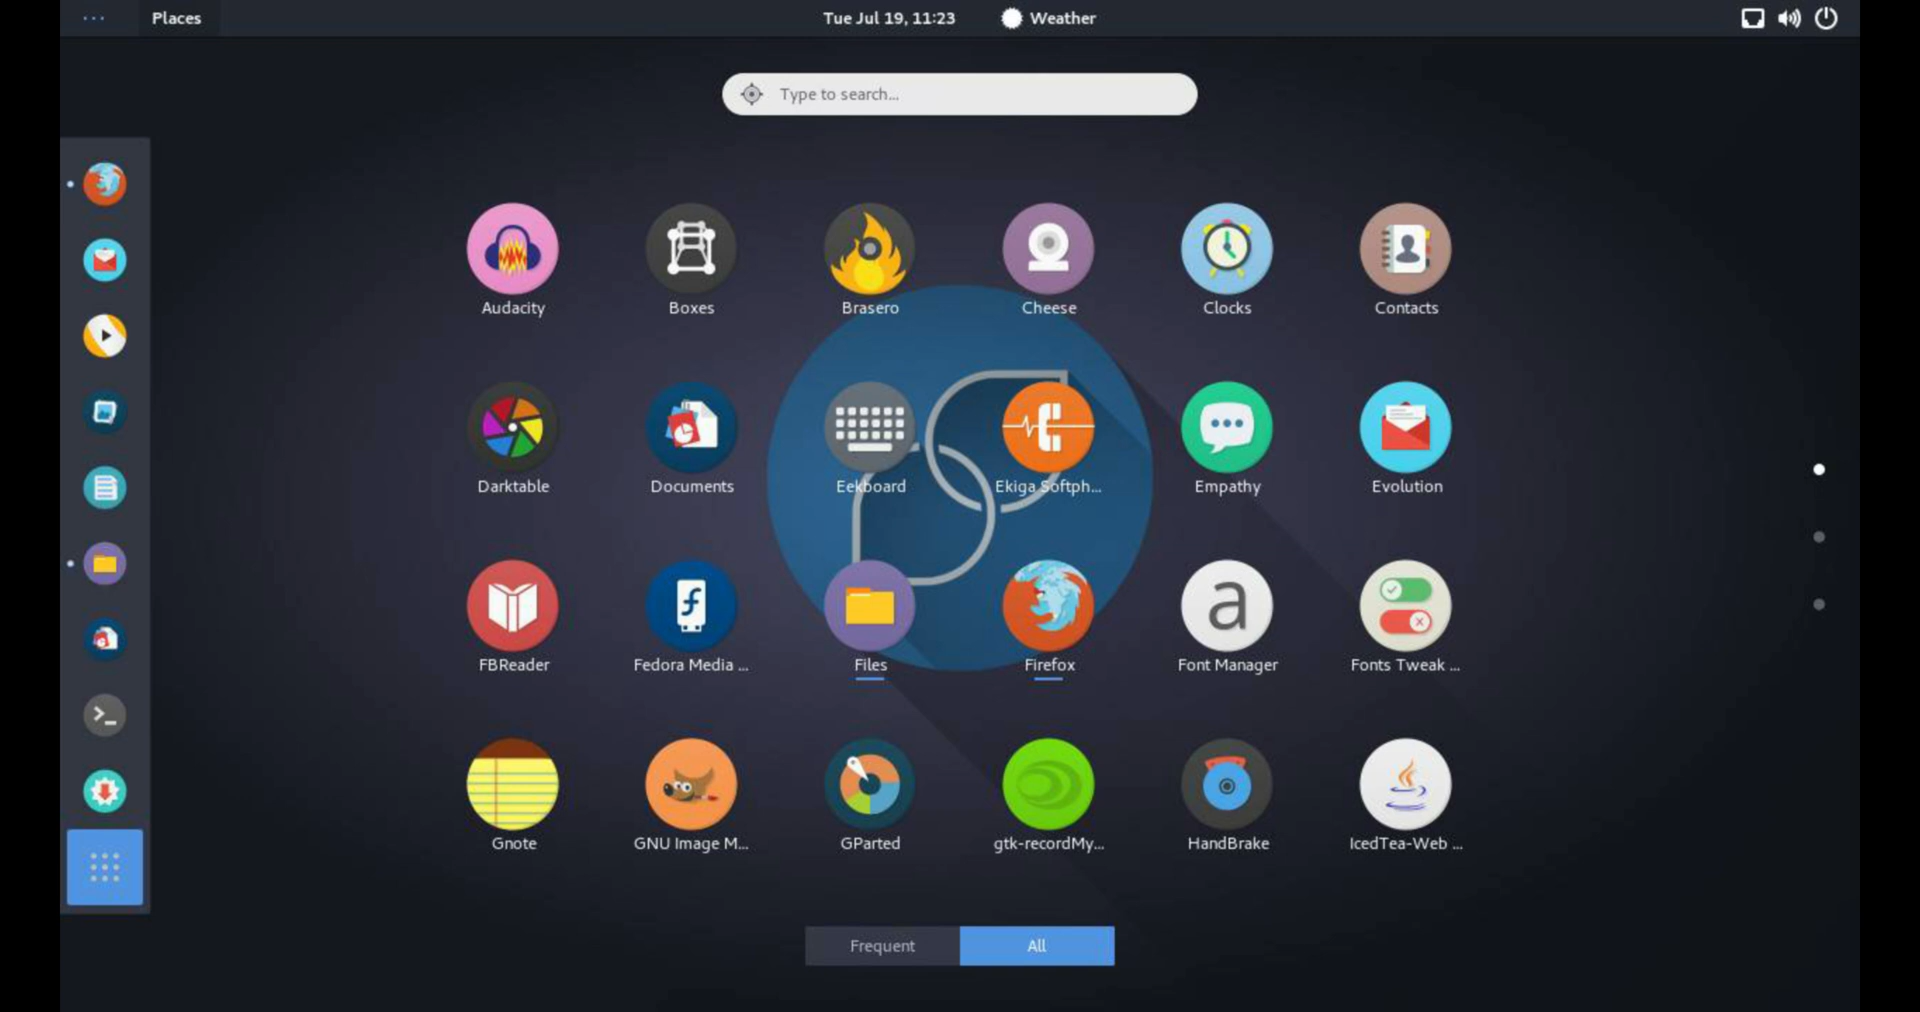 Places
Tue Jul 19, 11:23
Weather
Type to search...
Audacity
Boxes
Brasero
Cheese
Clocks
Contacts
Darktable
Documents
Eekboard
Ekiga Softph...
Empathy
Evolution
FBReader
Fedora Media ...
Files
Firefox
Font Manager
Fonts Tweak ...
Gnote
GNU Image M...
GParted
gtk-recordMy...
HandBrake
IcedTea-Web ...
Frequent
All